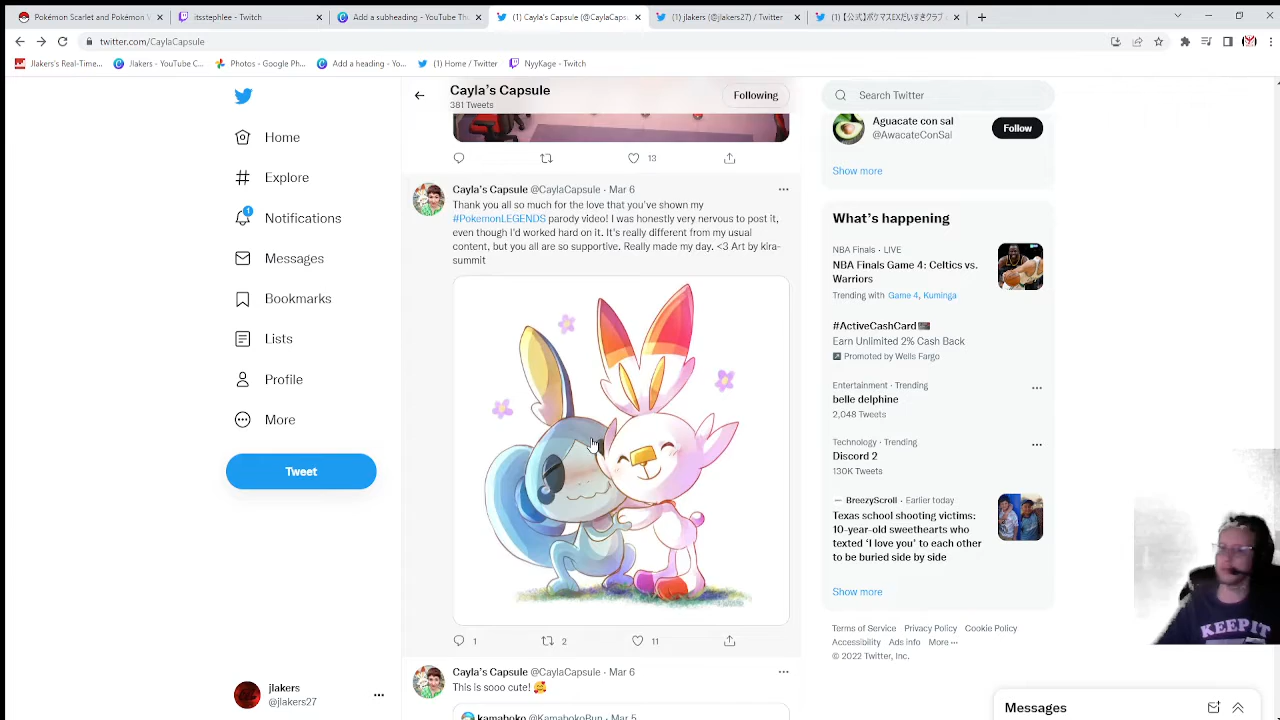 Pokémon Scarlet and Pokémon V
itsstephlee - Twitch
Add a subheading - YouTube Th
(1) Cayla's Capsule (@CaylaCaps
(1) jlakers (@jlakers27) / Twitter
(1)【公式】ポケマスEXだいすきクラブ
twitter.com/CaylaCapsule
Jlakers's Real-Time...
Jlakers - YouTube C...
Photos - Google Ph...
Add a heading - Yo...
(1) Home / Twitter
NyyKage - Twitch
Home
Explore
1
Notifications
Messages
Bookmarks
Lists
Profile
More
Tweet
jlakers
@jlakers27
Cayla's Capsule
381 Tweets
Following
13
Cayla's Capsule @CaylaCapsule · Mar 6
Thank you all so much for the love that you've shown my
#PokemonLEGENDS parody video! I was honestly very nervous to post it,
even though I'd worked hard on it. It's really different from my usual
content, but you all are so supportive. Really made my day. <3 Art by kira-
summit
1
2
11
Cayla's Capsule @CaylaCapsule · Mar 6
This is sooo cute! 🥰
kamaboko @KamabokoRun · Mar 5
Search Twitter
Aguacate con sal
@AwacateConSal
Follow
Show more
What's happening
NBA Finals · LIVE
NBA Finals Game 4: Celtics vs.
Warriors
Trending with Game 4, Kuminga
#ActiveCashCard
Earn Unlimited 2% Cash Back
Promoted by Wells Fargo
Entertainment · Trending
belle delphine
2,048 Tweets
Technology · Trending
Discord 2
130K Tweets
BreezyScroll · Earlier today
Texas school shooting victims:
10-year-old sweethearts who
texted 'I love you' to each other
to be buried side by side
Show more
Terms of Service Privacy Policy Cookie Policy
Accessibility Ads info More ···
© 2022 Twitter, Inc.
KEEP IT
Messages